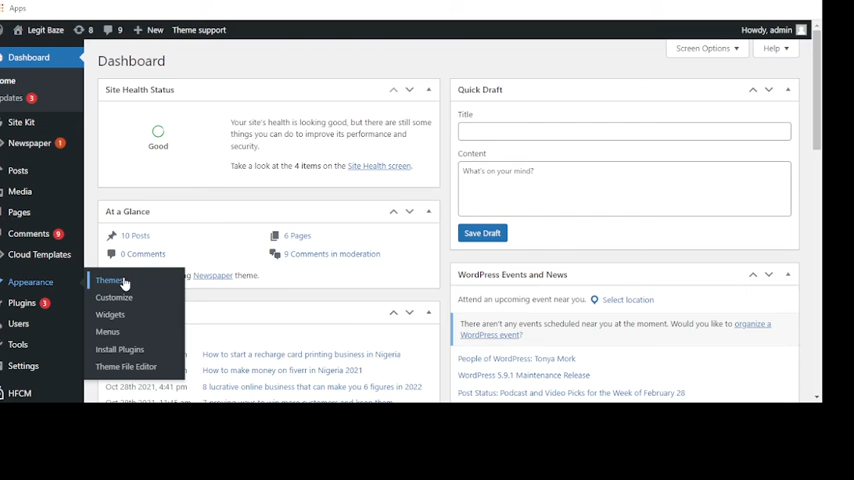 Apps
Legit Baze 8 9 New Theme support Howdy, admin
Screen Options Help
Dashboard
Updates 3
Site Kit
Newspaper 1
Posts
Media
Pages
Comments 9
Cloud Templates
Appearance
Plugins 3
Users
Tools
Settings
HFCM
Themes
Customize
Widgets
Menus
Install Plugins
Theme File Editor
Dashboard
Site Health Status
Good
Your site's health is looking good, but there are still some
things you can do to improve its performance and
security.
Take a look at the 4 items on the Site Health screen.
At a Glance
10 Posts 6 Pages
0 Comments 9 Comments in moderation
Newspaper theme.
How to start a recharge card printing business in Nigeria
How to make money on fiverr in Nigeria 2021
Oct 28th 2021, 4:41 pm 8 lucrative online business that can make you 6 figures in 2022
Quick Draft
Title
Content
What's on your mind?
Save Draft
WordPress Events and News
Attend an upcoming event near you. Select location
There aren't any events scheduled near you at the moment. Would you like to organize a
WordPress event?
People of WordPress: Tonya Mork
WordPress 5.9.1 Maintenance Release
Post Status: Podcast and Video Picks for the Week of February 28